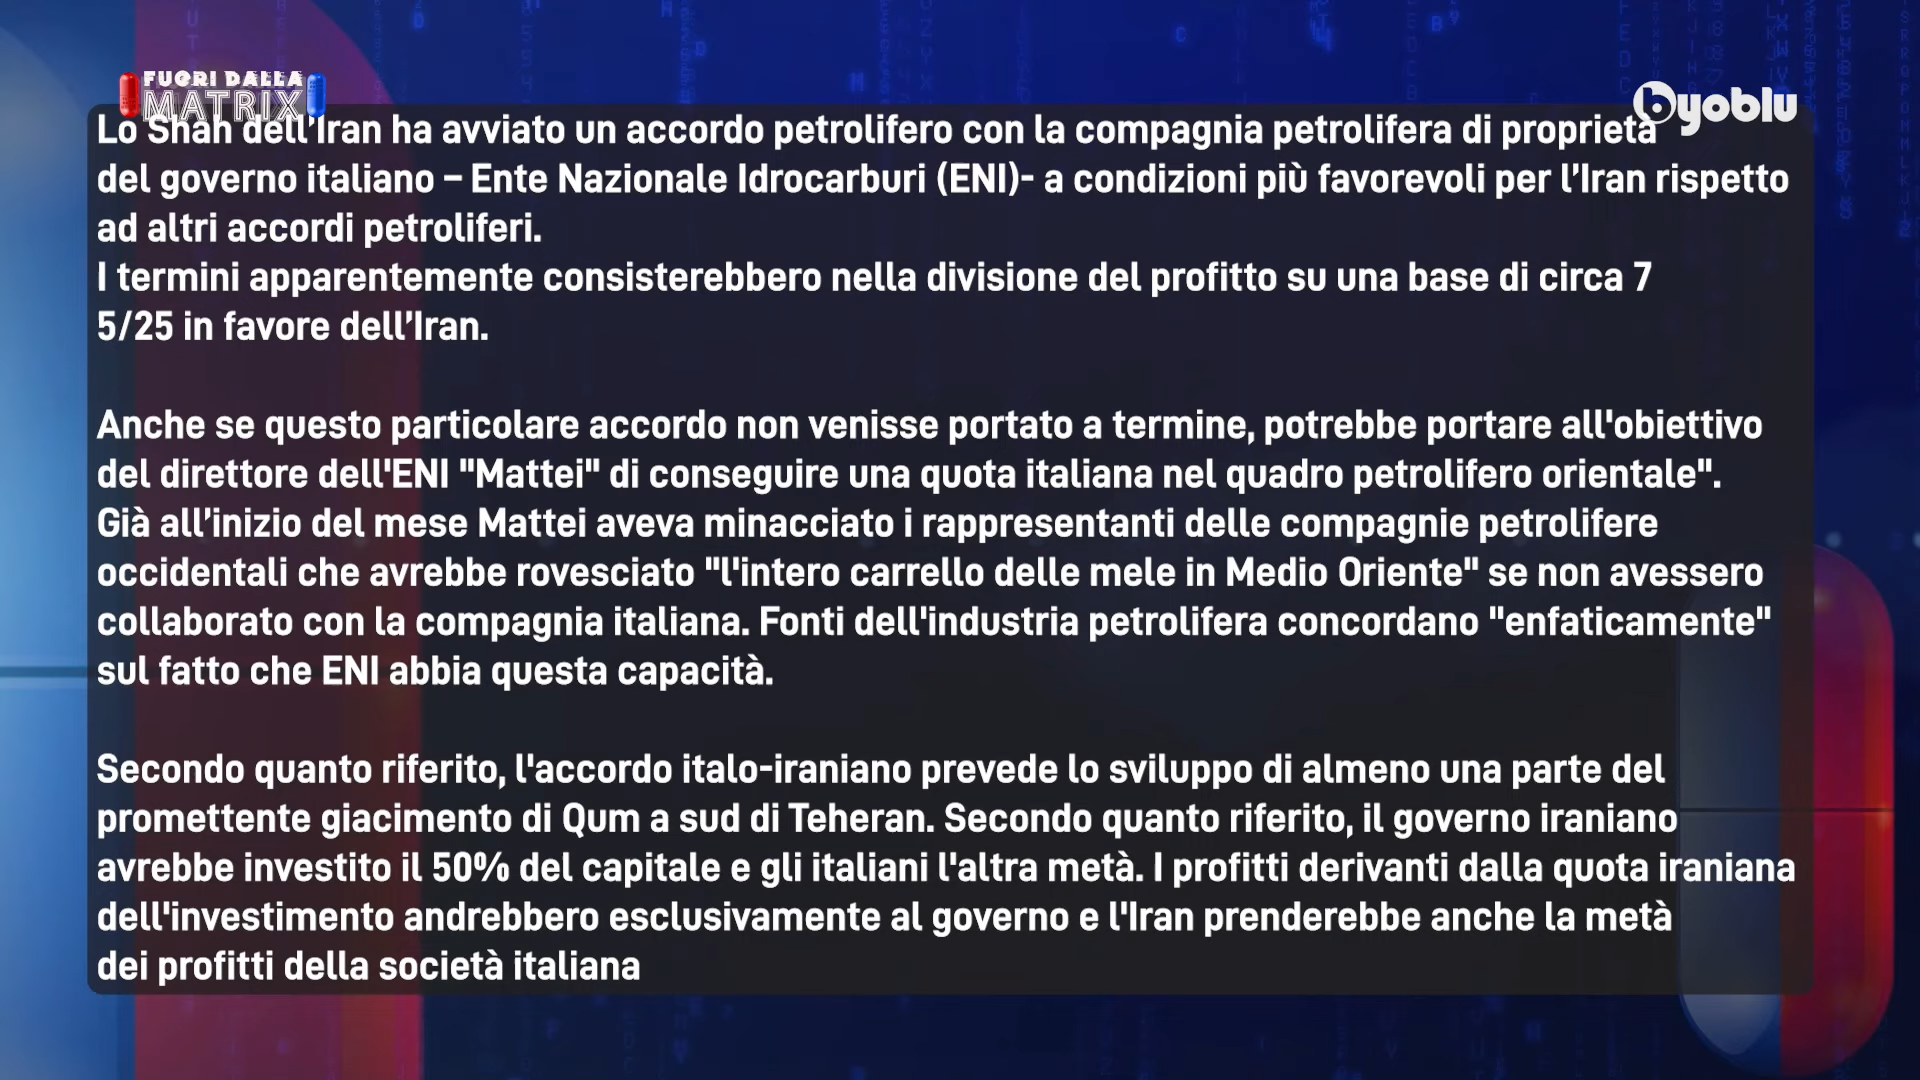 FUORI DALLA
MATRIX
byoblu
Lo Shah dell’Iran ha avviato un accordo petrolifero con la compagnia petrolifera di proprietà
del governo italiano – Ente Nazionale Idrocarburi (ENI)- a condizioni più favorevoli per l’Iran rispetto
ad altri accordi petroliferi.
I termini apparentemente consisterebbero nella divisione del profitto su una base di circa 7
5/25 in favore dell’Iran.
Anche se questo particolare accordo non venisse portato a termine, potrebbe portare all'obiettivo
del direttore dell'ENI "Mattei" di conseguire una quota italiana nel quadro petrolifero orientale".
Già all’inizio del mese Mattei aveva minacciato i rappresentanti delle compagnie petrolifere
occidentali che avrebbe rovesciato "l'intero carrello delle mele in Medio Oriente" se non avessero
collaborato con la compagnia italiana. Fonti dell'industria petrolifera concordano "enfaticamente"
sul fatto che ENI abbia questa capacità.
Secondo quanto riferito, l'accordo italo-iraniano prevede lo sviluppo di almeno una parte del
promettente giacimento di Qum a sud di Teheran. Secondo quanto riferito, il governo iraniano
avrebbe investito il 50% del capitale e gli italiani l'altra metà. I profitti derivanti dalla quota iraniana
dell'investimento andrebbero esclusivamente al governo e l'Iran prenderebbe anche la metà
dei profitti della società italiana